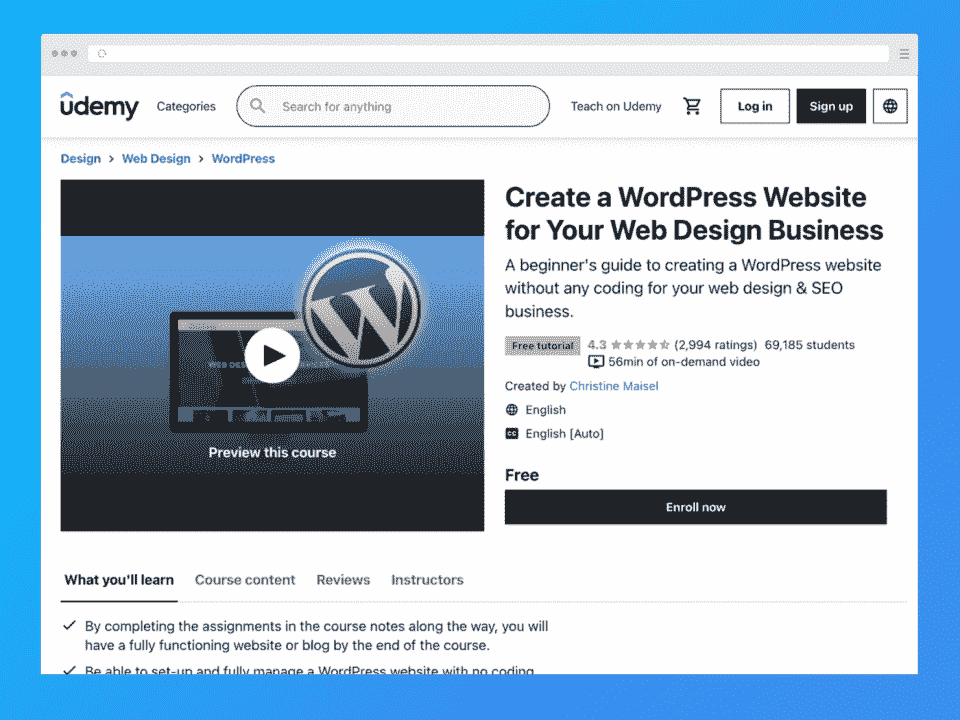 udemy
Categories
Search for anything
Teach on Udemy
Log in
Sign up
Design > Web Design > WordPress
WEB DES
Preview this course
Create a WordPress Website
for Your Web Design Business
A beginner's guide to creating a WordPress website
without any coding for your web design & SEO
business.
Free tutorial 4.3 (2,994 ratings) 69,185 students
56min of on-demand video
Created by Christine Maisel
English
CC English [Auto]
Free
Enroll now
What you'll learn
Course content
Reviews
Instructors
By completing the assignments in the course notes along the way, you will
have a fully functioning website or blog by the end of the course.
Be able to set-up and fully manage a WordPress website with no coding